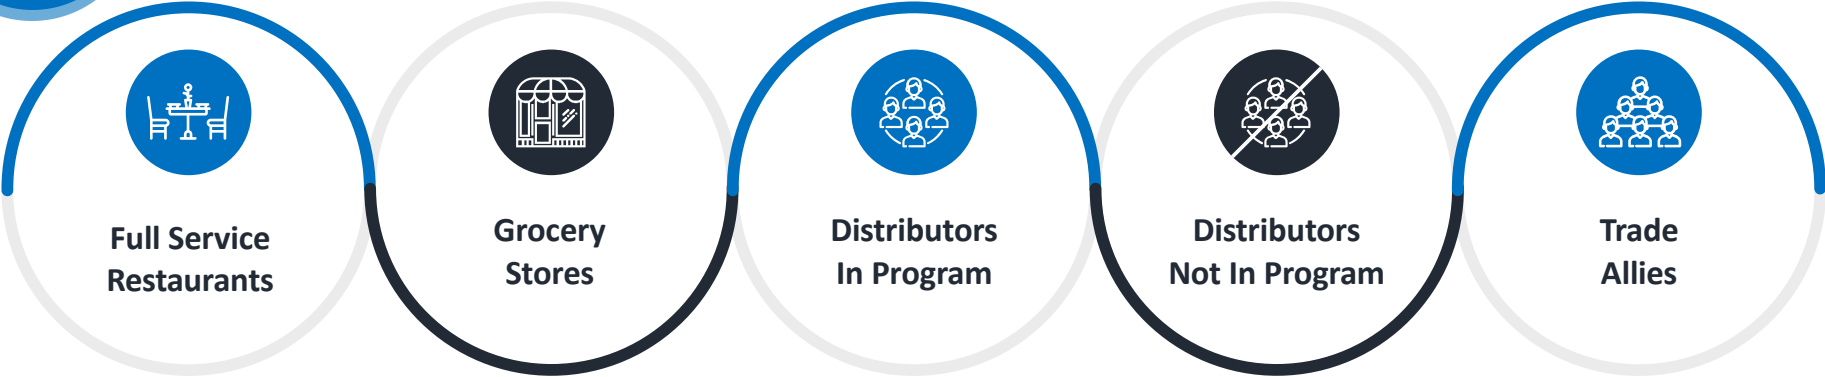 Full Service
Restaurants
Grocery
Stores
Distributors
In Program
Distributors
Not In Program
Trade
Allies